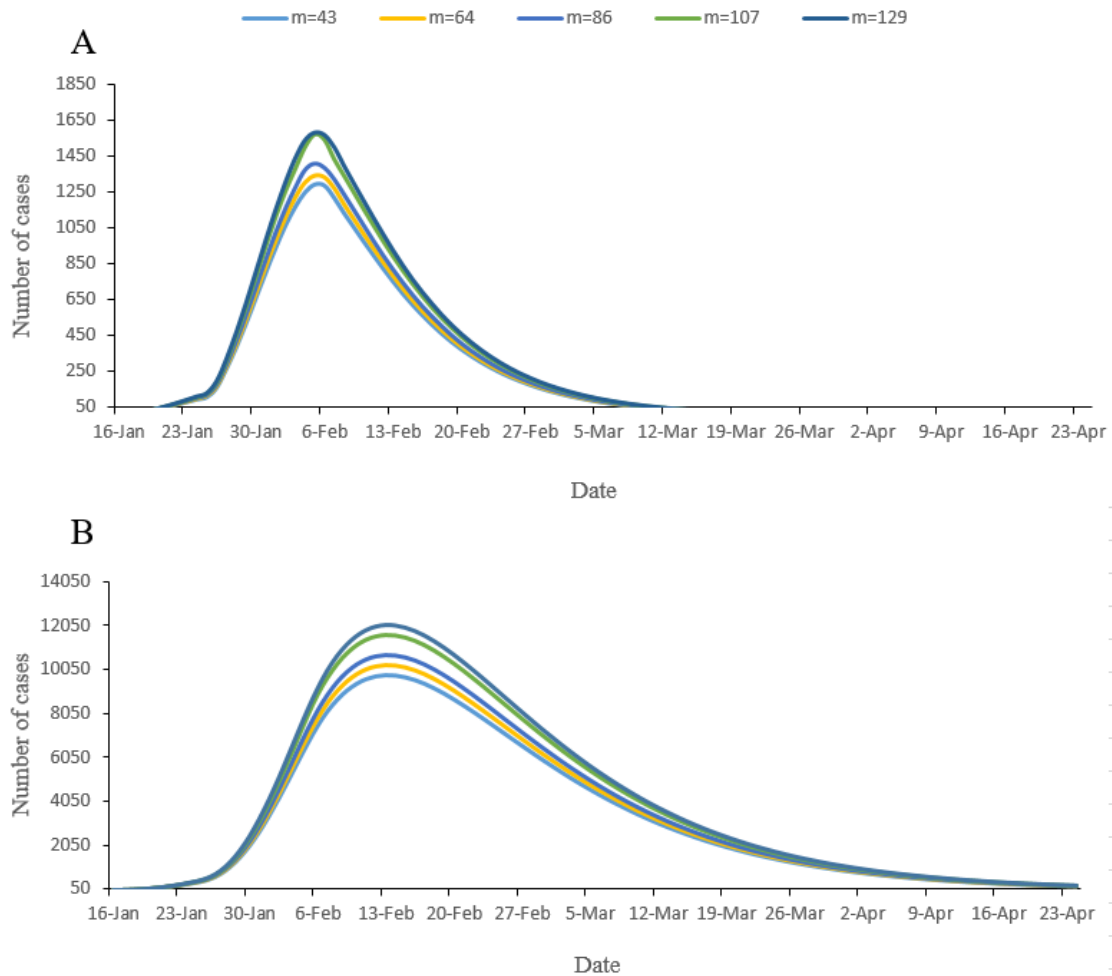 m=43 m=64 m=86 m=107 m=129
A
1850
1650
1450
1250
1050
850
650
450
250
50
Number of cases
16-Jan 23-Jan 30-Jan 6-Feb 13-Feb 20-Feb 27-Feb 5-Mar 12-Mar 19-Mar 26-Mar 2-Apr 9-Apr 16-Apr 23-Apr
Date
B
14050
12050
10050
8050
6050
4050
2050
50
Number of cases
16-Jan 23-Jan 30-Jan 6-Feb 13-Feb 20-Feb 27-Feb 5-Mar 12-Mar 19-Mar 26-Mar 2-Apr 9-Apr 16-Apr 23-Apr
Date